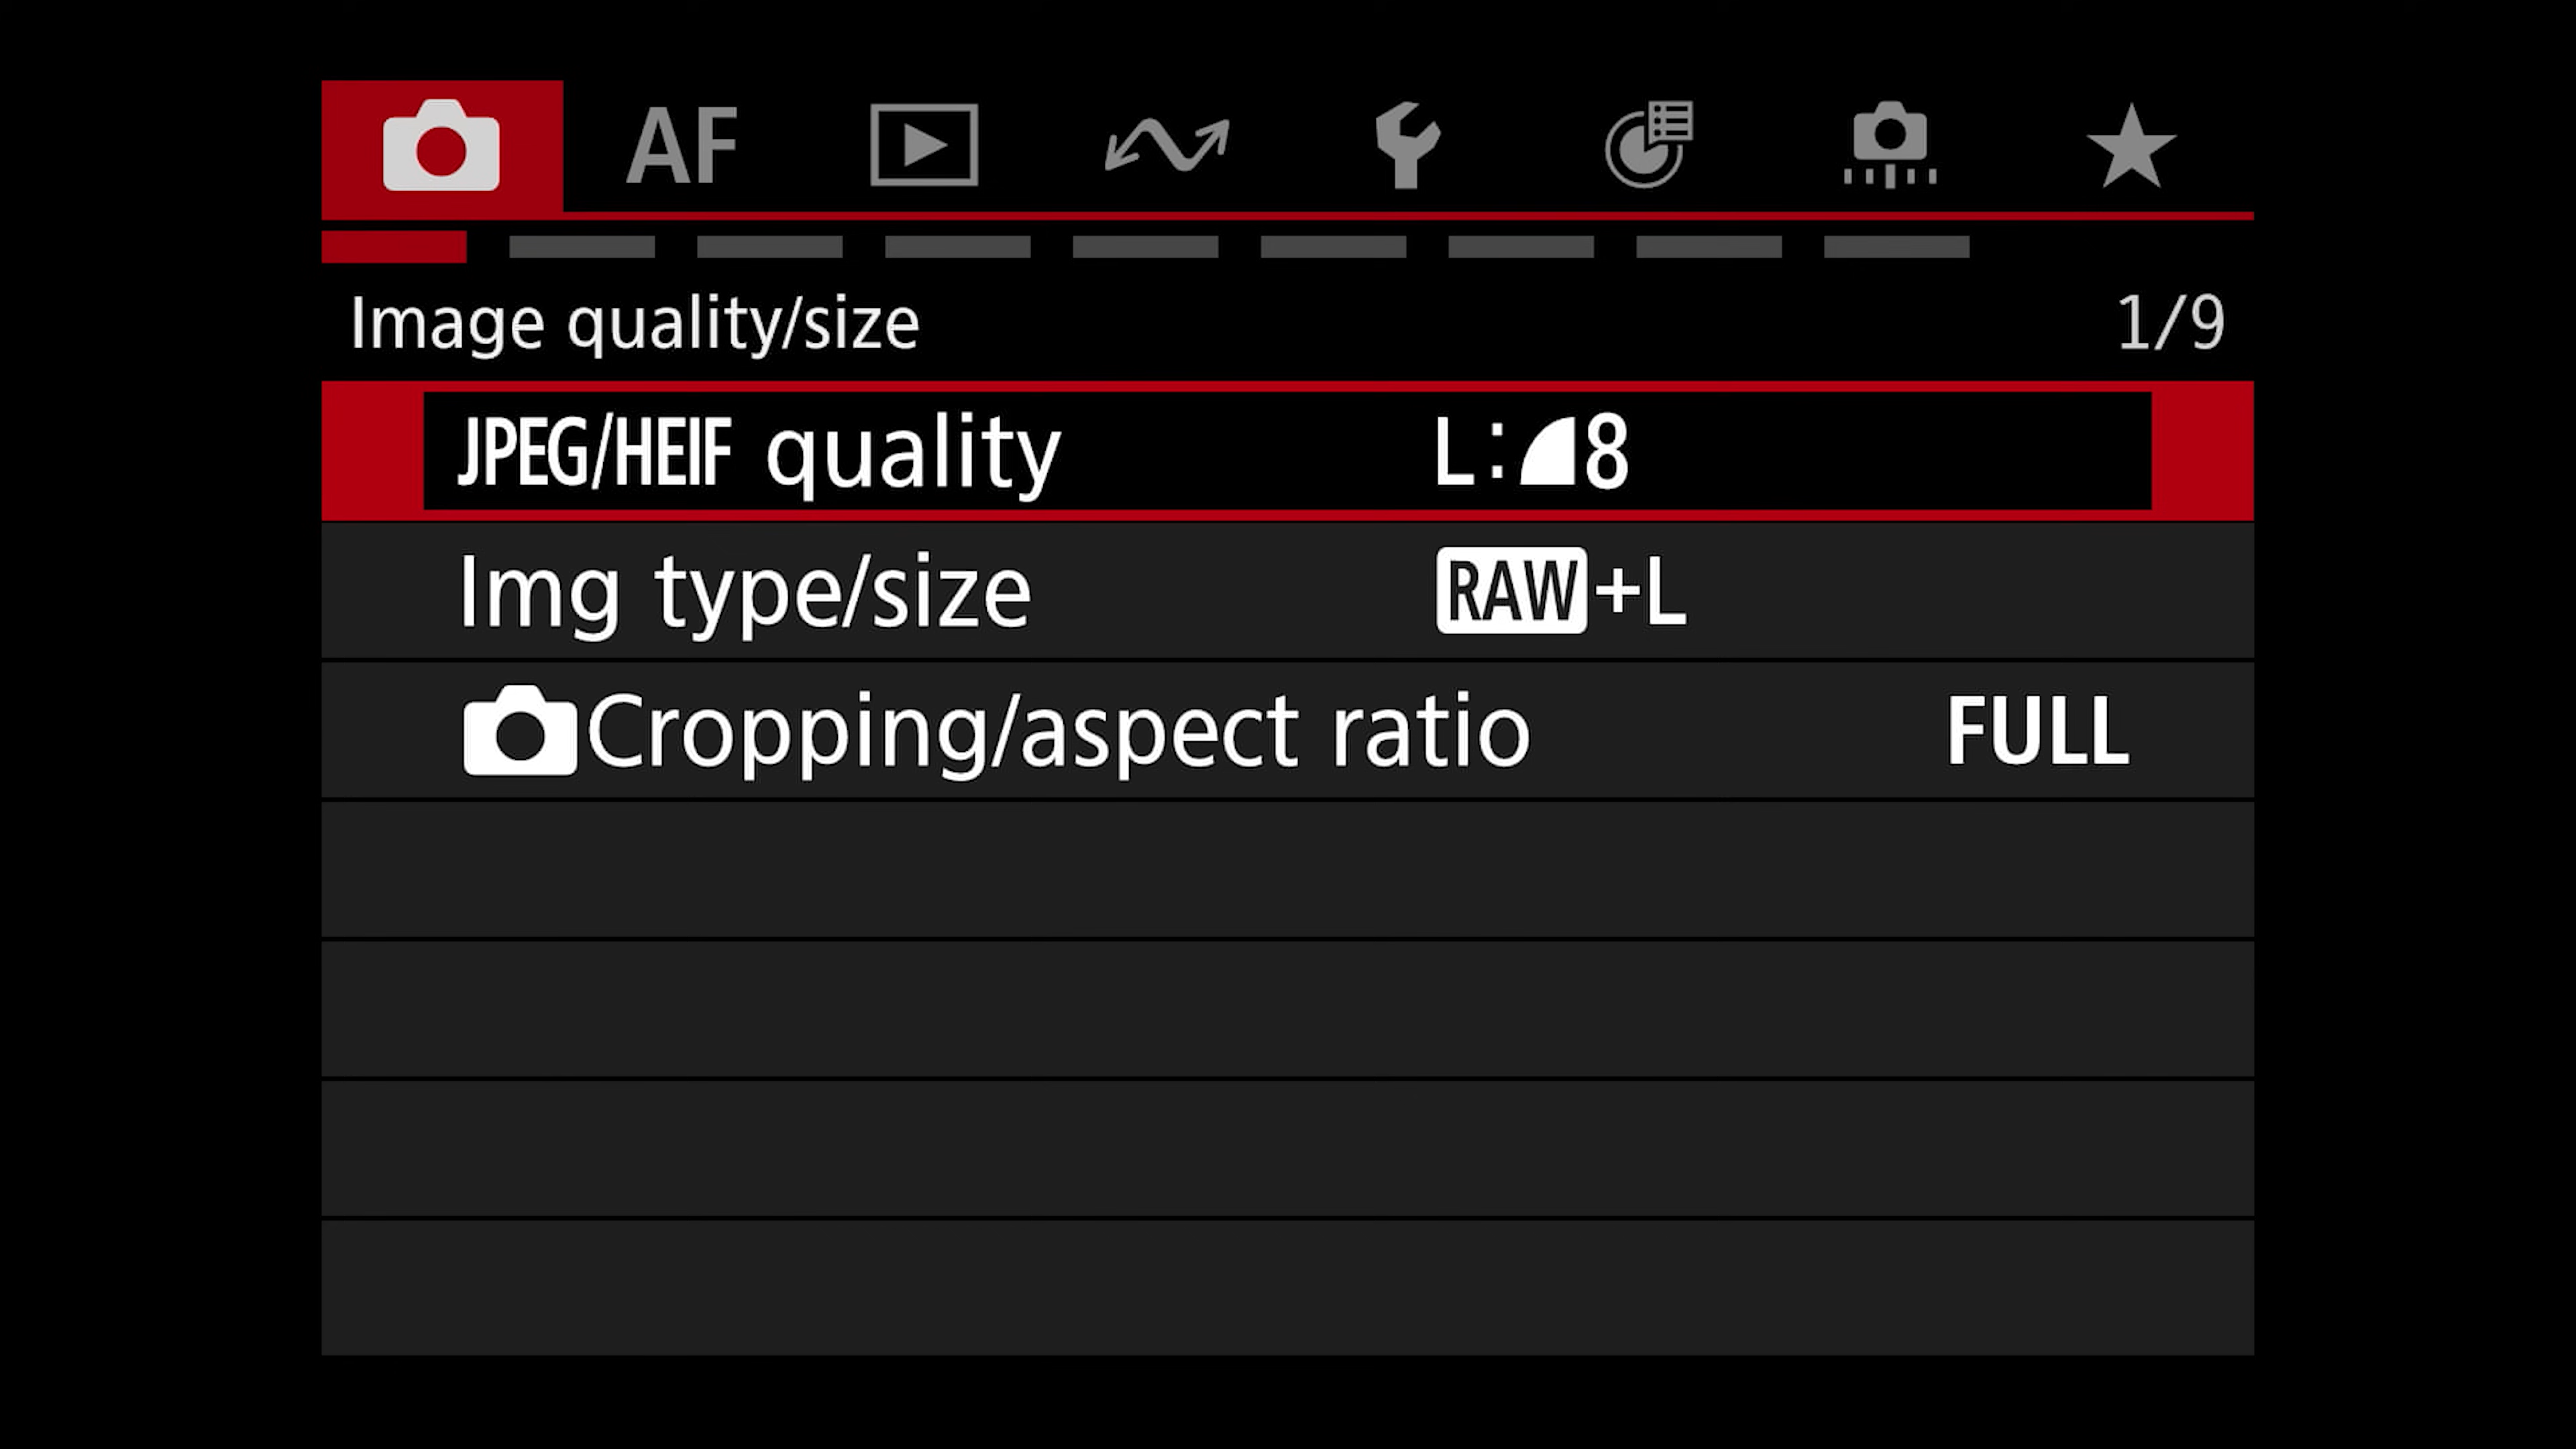 AF
Image quality/size 1/9
JPEG/HEIF quality L:8
Img type/size RAW+L
Cropping/aspect ratio FULL